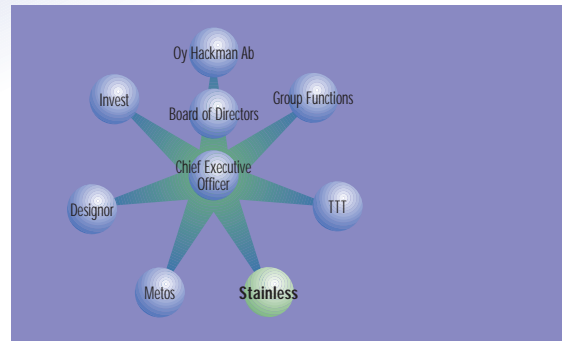 Oy Hackman Ab
Invest
Group Functions
Board of Directors
Chief Executive
Officer
Designor
TTT
Metos
Stainless